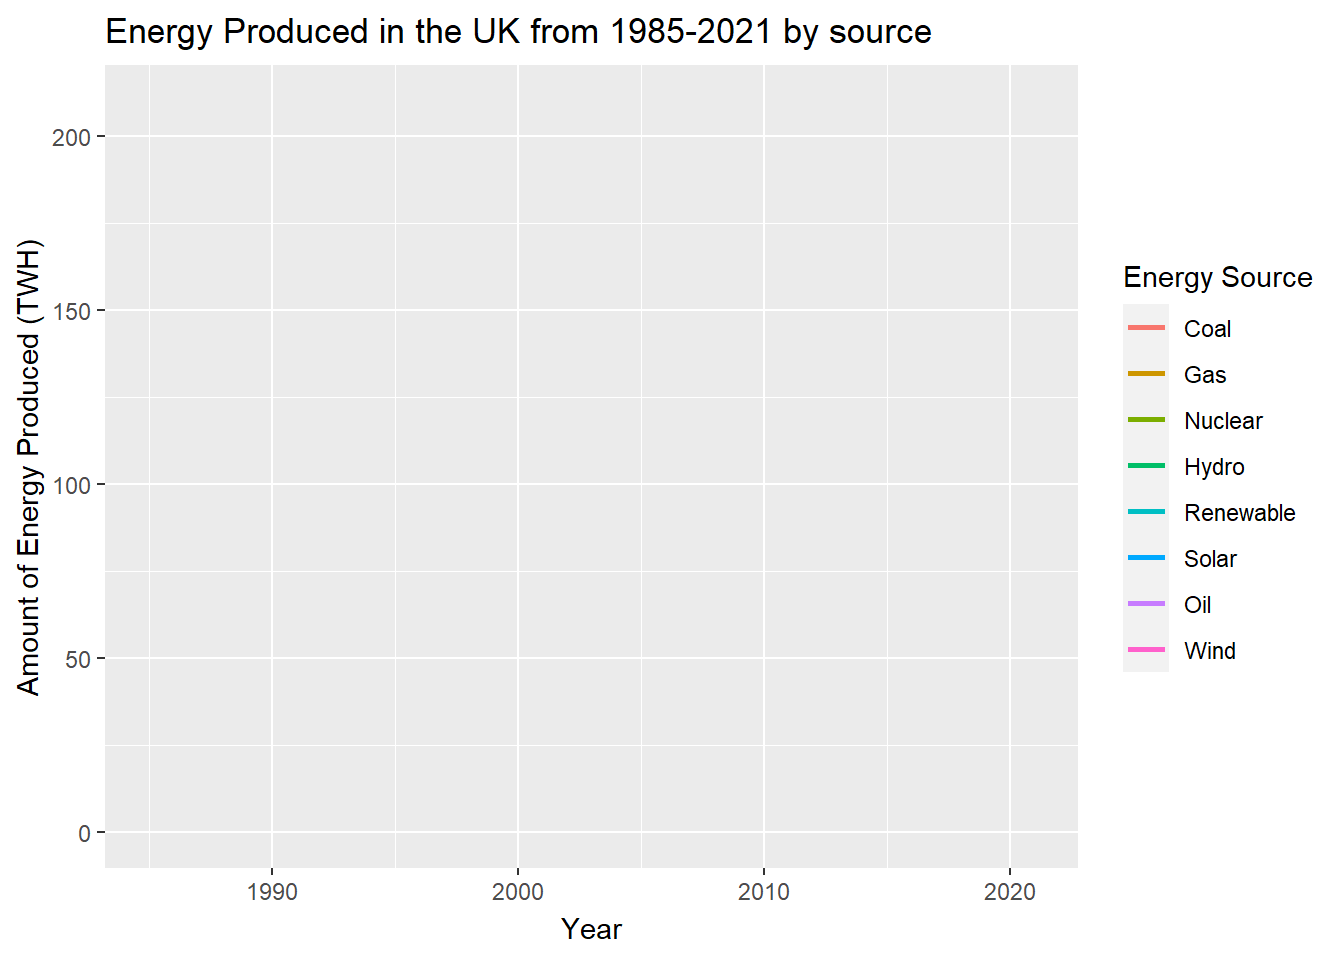 Energy Produced in the UK from 1985-2021 by source
Amount of Energy Produced (TWH)
200
150
100
50
0
1990 2000 2010 2020
Year
Energy Source
Coal
Gas
Nuclear
Hydro
Renewable
Solar
Oil
Wind